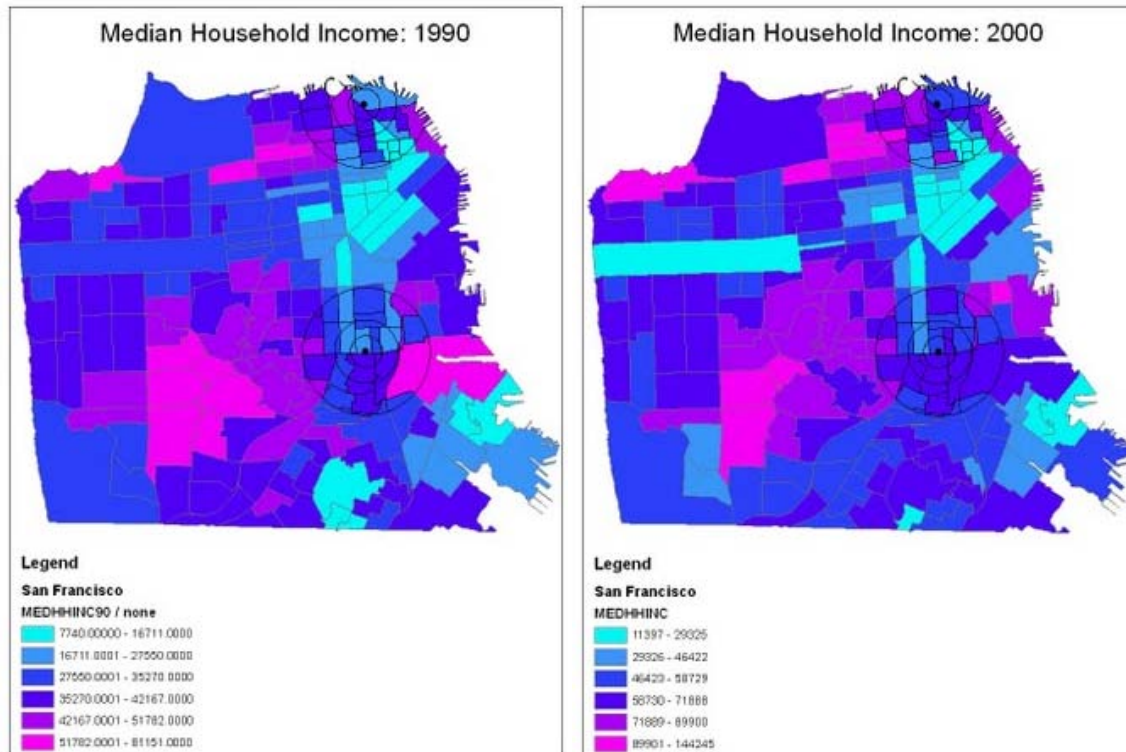 Median Household Income: 1990
Legend
San Francisco
MEDHHINC90 / none
7740.00000 - 16711.0000
16711.0001 - 27550.0000
27550.0001 - 35270.0000
35270.0001 - 42167.0000
42167.0001 - 51782.0000
51782.0001 - 81151.0000
Median Household Income: 2000
Legend
San Francisco
MEDHHINC
11397 - 29325
29326 - 46422
46423 - 58729
58730 - 71888
71889 - 89900
89901 - 144245